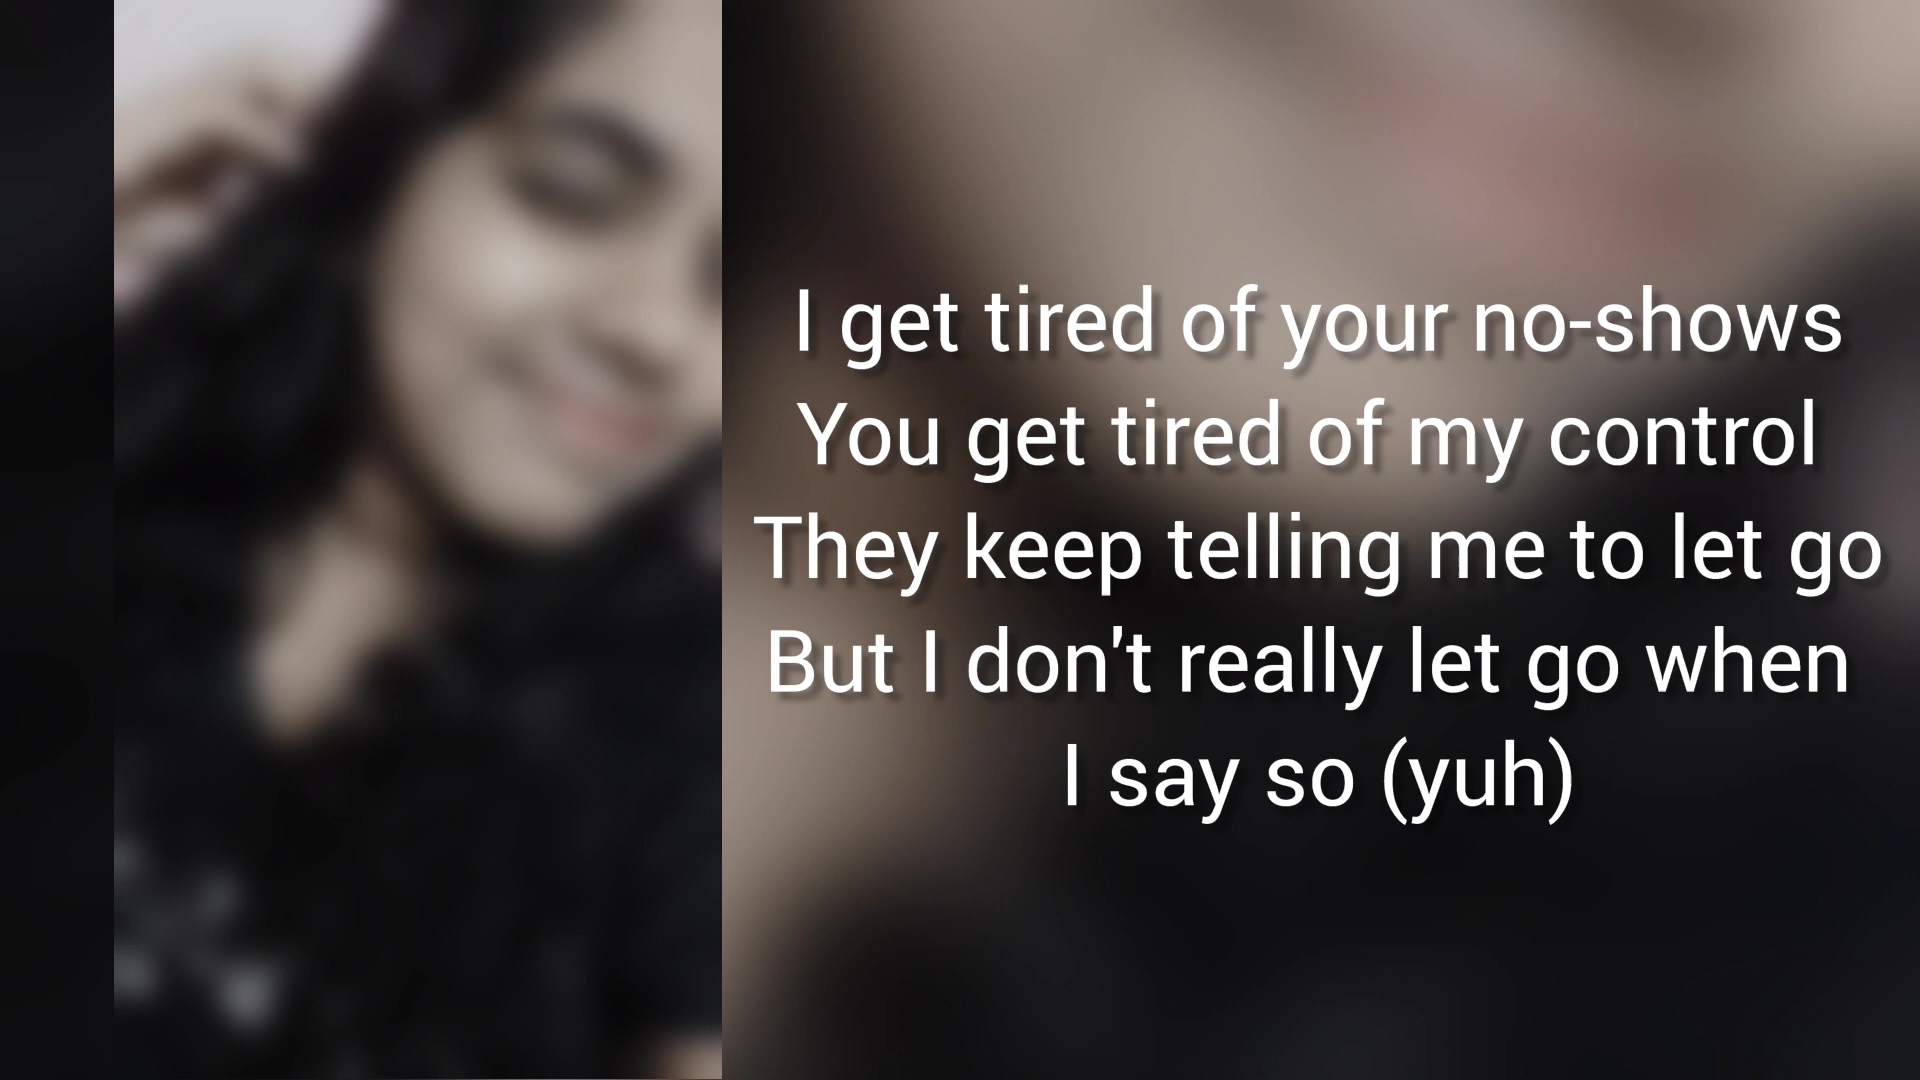 I get tired of your no-shows
You get tired of my control
They keep telling me to let go
But I don't really let go when
I say so (yuh)